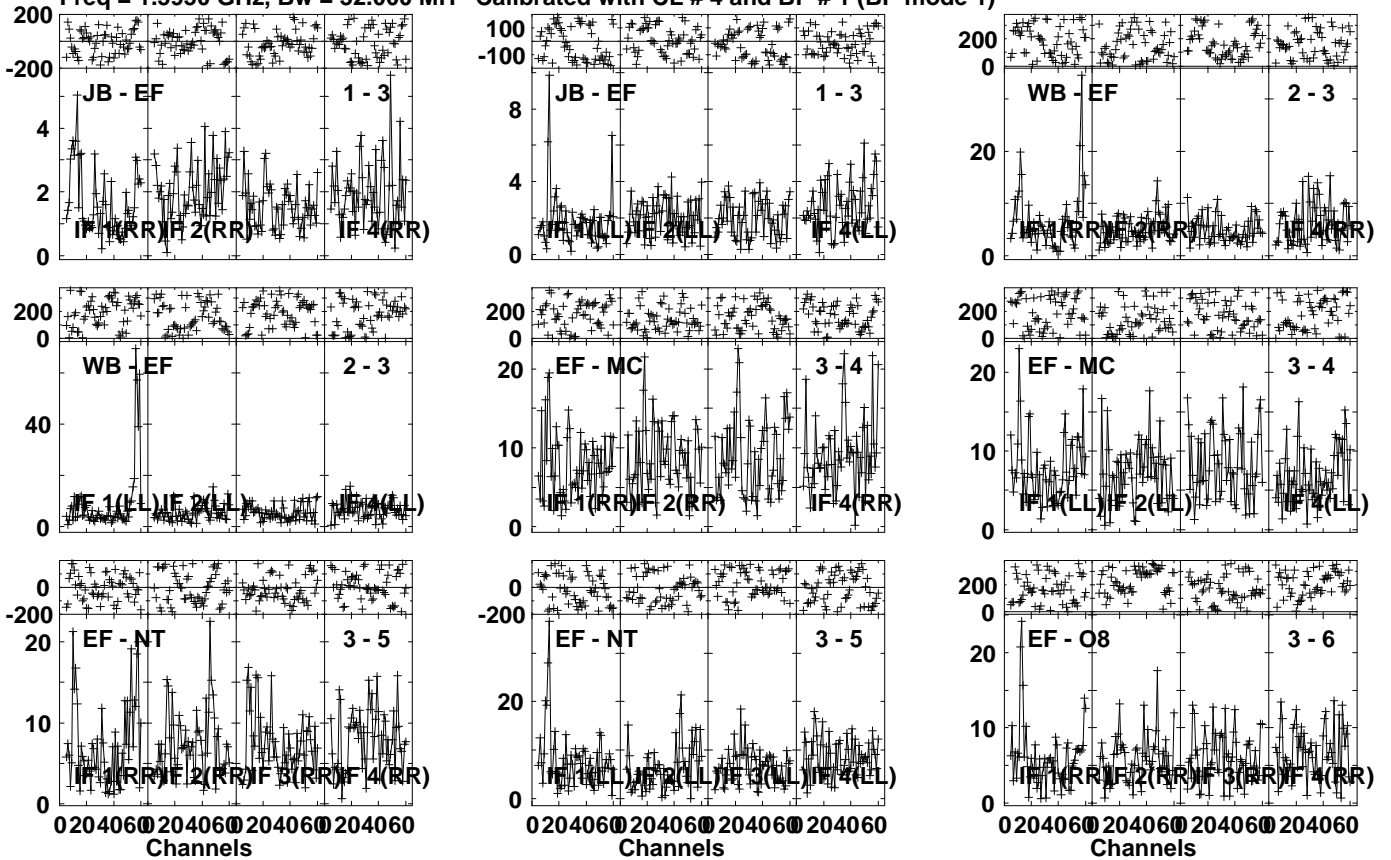 Freq = 1.5950 GHz, Bw = 32.000 MH Calibrated with CL # 4 and BP # 1 (BP mode 1)
200
-200
JB - EF 1 - 3
4
2
0
IF 1(RR) IF 2(RR) IF 4(RR)
100
-100
JB - EF 1 - 3
8
4
0
IF 1(LL) IF 2(LL) IF 4(LL)
200
0
WB - EF 2 - 3
20
0
IF 1(RR) IF 2(RR) IF 4(RR)
200
0
WB - EF 2 - 3
40
0
IF 1(LL) IF 2(LL) IF 4(LL)
200
0
EF - MC 3 - 4
20
10
0
IF 1(RR) IF 2(RR) IF 4(RR)
200
0
EF - MC 3 - 4
20
10
0
IF 1(LL) IF 2(LL) IF 4(LL)
0
-200
EF - NT 3 - 5
20
10
0
IF 1(RR) IF 2(RR) IF 3(RR) IF 4(RR)
0 20 40 60 0 20 40 60 0 20 40 60 0 20 40 60
Channels
0
-200
EF - NT 3 - 5
20
0
IF 1(LL) IF 2(LL) IF 3(LL) IF 4(LL)
0 20 40 60 0 20 40 60 0 20 40 60 0 20 40 60
Channels
200
0
EF - O8 3 - 6
20
10
0
IF 1(RR) IF 2(RR) IF 3(RR) IF 4(RR)
0 20 40 60 0 20 40 60 0 20 40 60 0 20 40 60
Channels